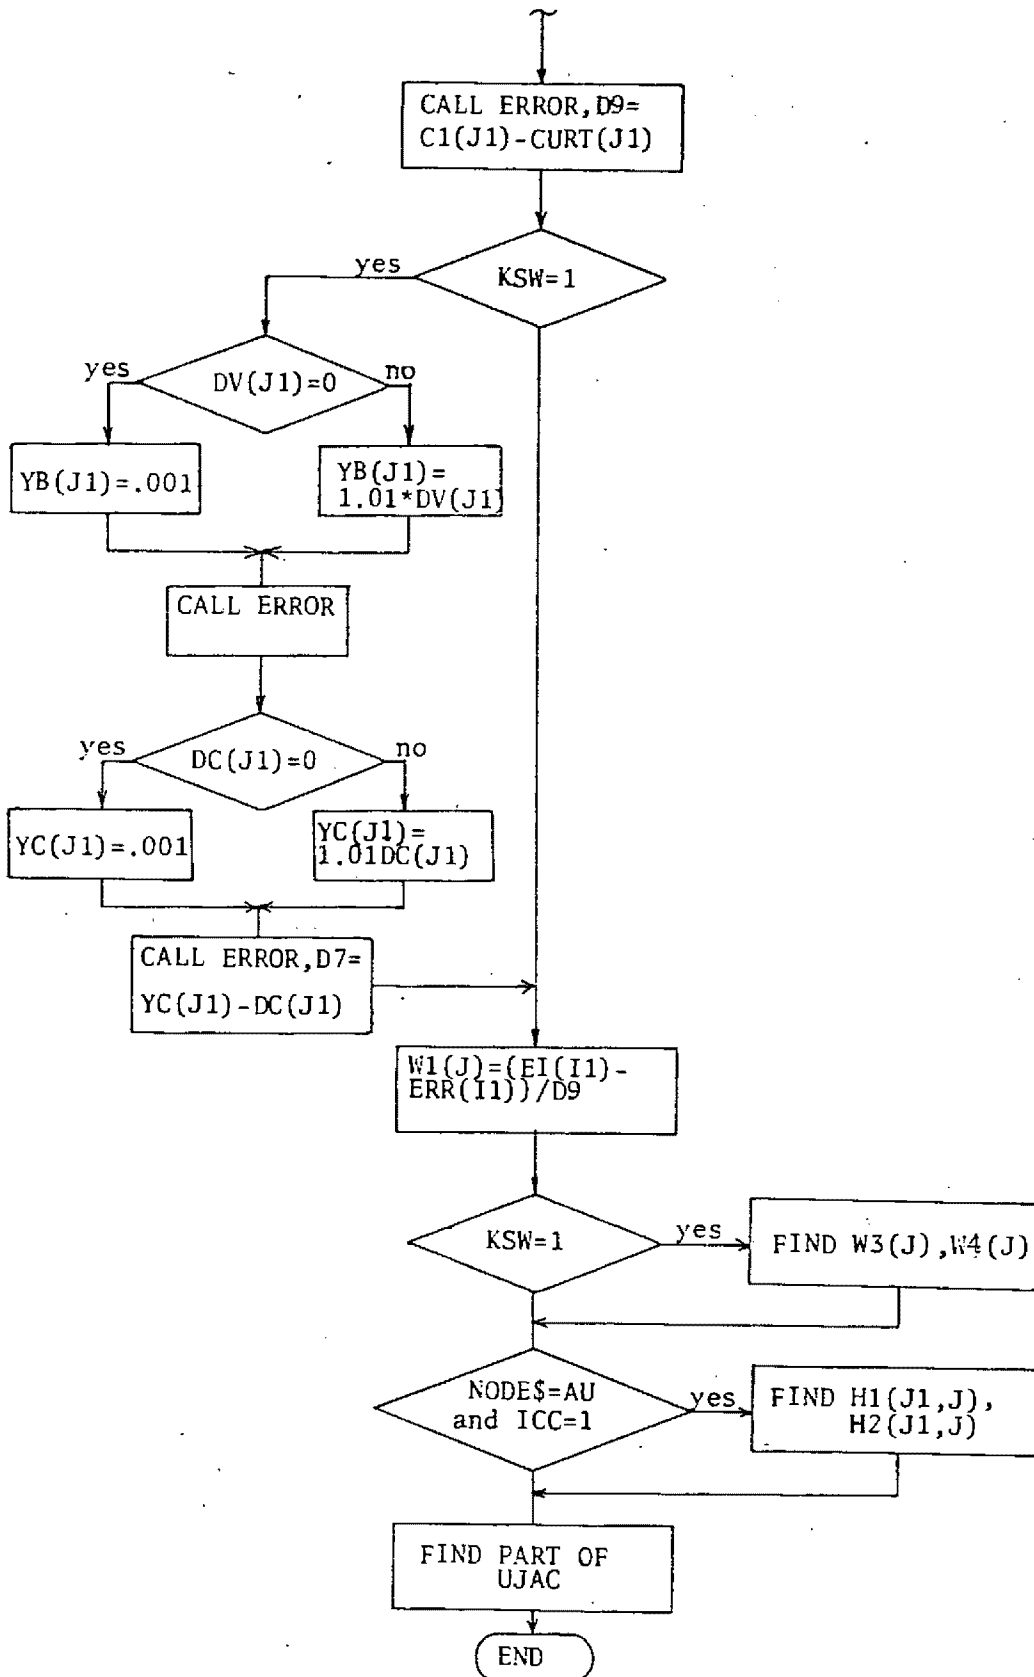 CALL ERROR,D9=
C1(J1)-CURT(J1)
KSW=1
yes
DV(J1)=0
yes
no
YB(J1)=.001
YB(J1)=
1.01*DV(J1)
CALL ERROR
DC(J1)=0
yes
no
YC(J1)=.001
YC(J1)=
1.01DC(J1)
CALL ERROR,D7=
YC(J1)-DC(J1)
W1(J)=(EI(I1)-
ERR(I1))/D9
KSW=1
yes
FIND W3(J),W4(J)
NODE$=AU
and ICC=1
yes
FIND H1(J1,J),
H2(J1,J)
FIND PART OF
UJAC
END